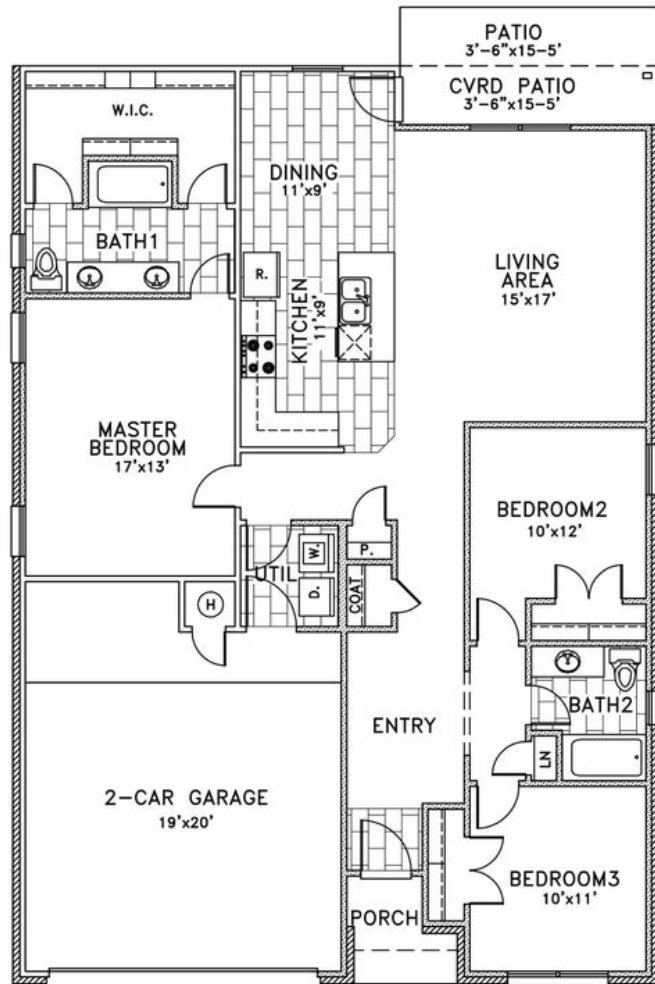 PATIO
3'-6"x15-5'
CVRD PATIO
3'-6"x15-5'
W.I.C.
DINING
11'x9'
BATH1
LIVING
AREA
15'x17'
R.
KITCHEN
11'x9'
MASTER
BEDROOM
17'x13'
BEDROOM2
10'x12'
W.
P.
UTIL
D.
COAT
H
BATH2
ENTRY
LN
2-CAR GARAGE
19'x20'
BEDROOM3
10'x11'
PORCH